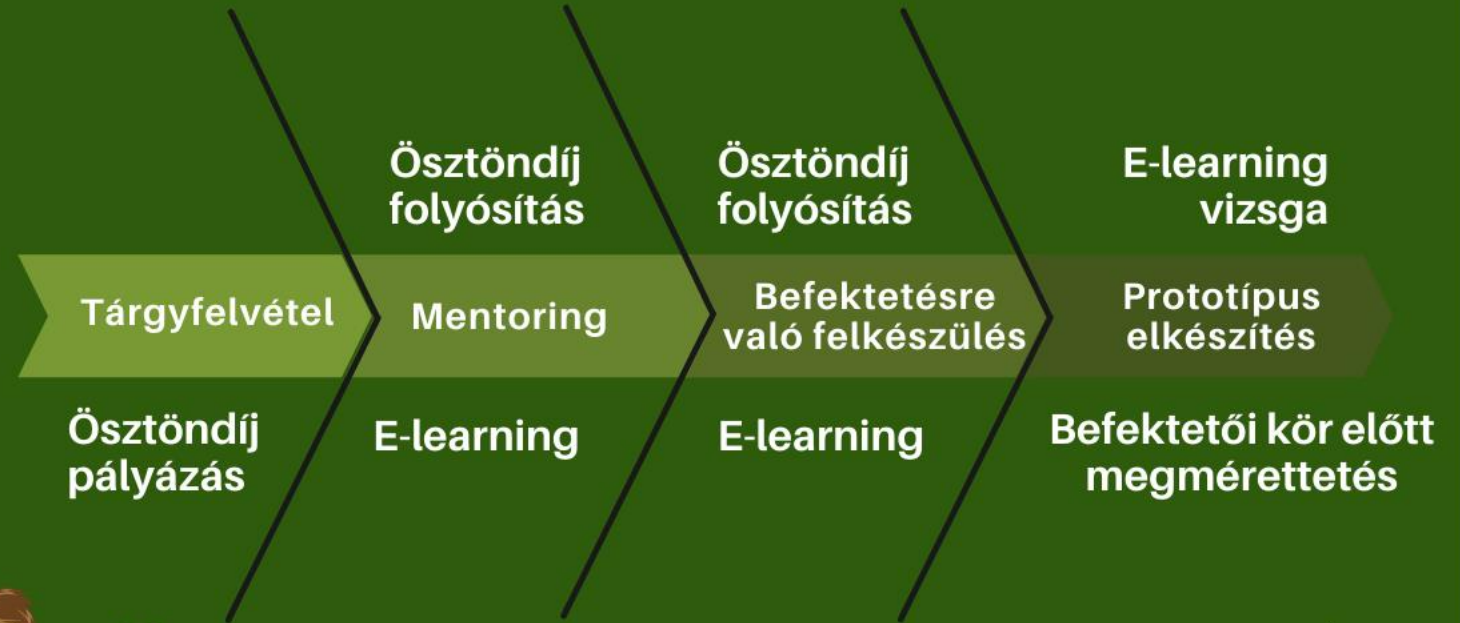 Ösztöndíj
folyósítás
Ösztöndíj
folyósítás
E-learning
vizsga
Tárgyfelvétel
Mentoring
Befektetésre
való felkészülés
Prototípus
elkészítés
Ösztöndíj
pályázás
E-learning
E-learning
Befektetői kör előtt
megmérettetés